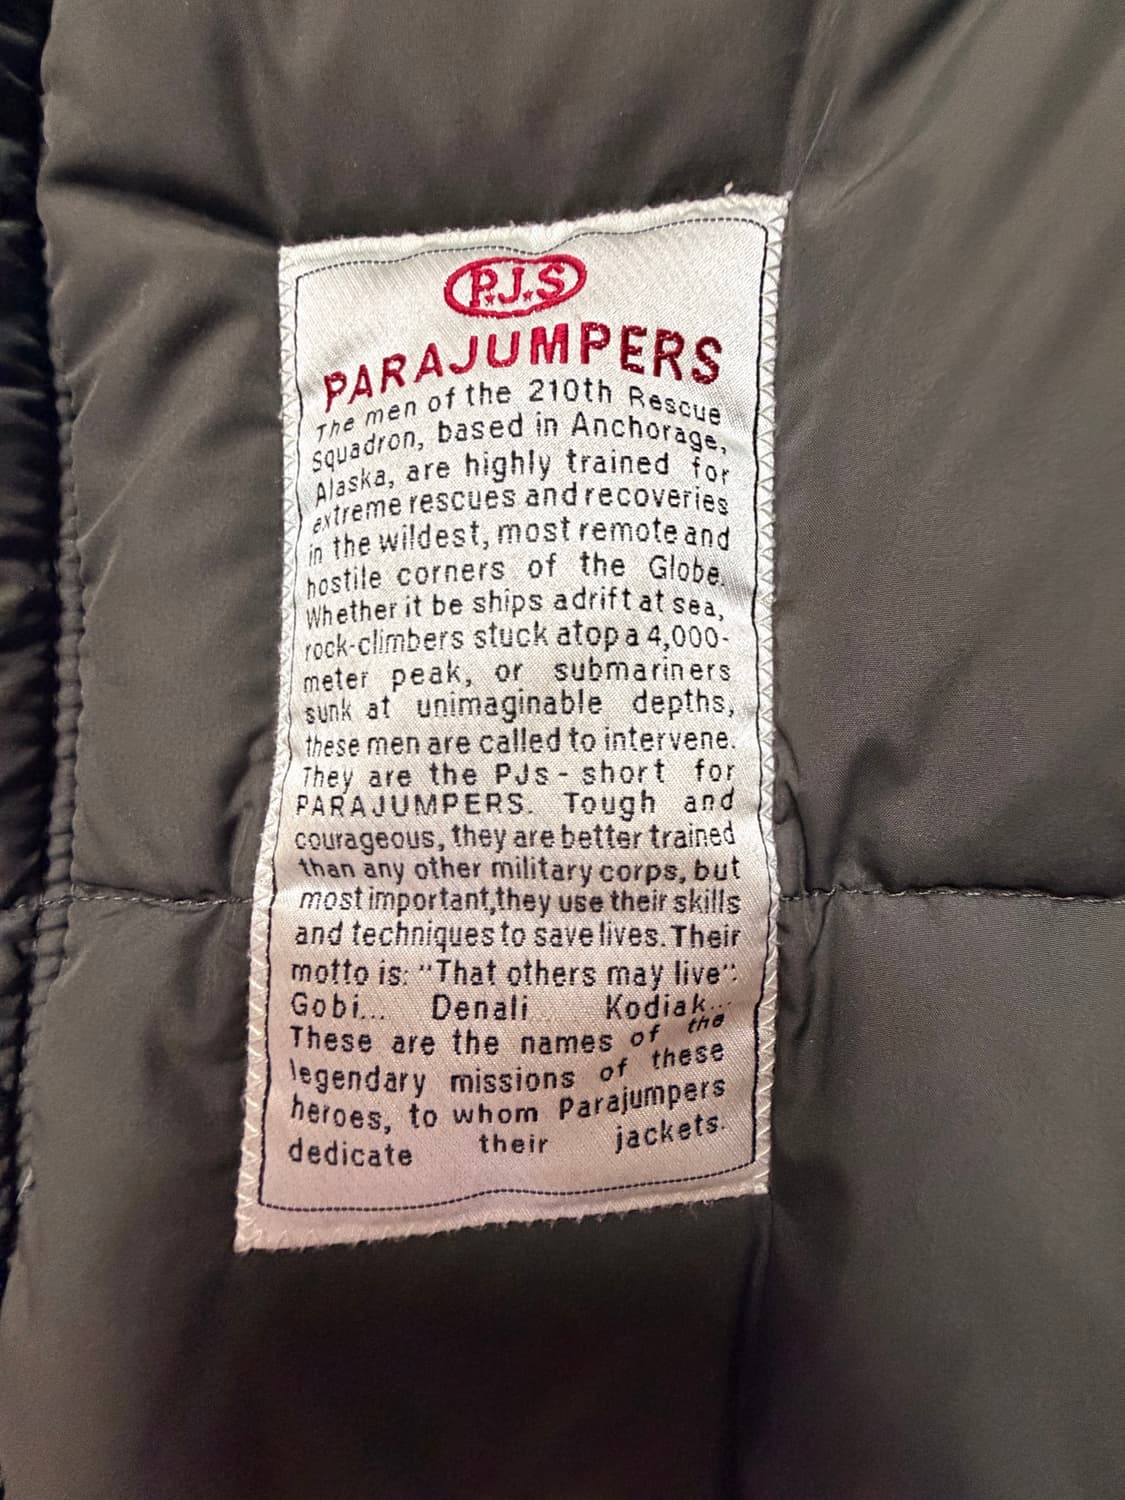 P.J.S
PARAJUMPERS
The men of the 210th Rescue
Squadron, based in Anchorage,
Alaska, are highly trained for
extreme rescues and recoveries
in the wildest, most remote and
hostile corners of the Globe.
Whether it be ships adrift at sea,
rock-climbers stuck atop a 4,000-
meter peak, or submariners
sunk at unimaginable depths,
these men are called to intervene.
They are the PJs - short for
PARAJUMPERS. Tough and
courageous, they are better trained
than any other military corps, but
most important,they use their skills
and techniques to save lives. Their
motto is: "That others may live":
Gobi... Denali... Kodiak...
These are the names of the
legendary missions of these
heroes, to whom Parajumpers
dedicate their jackets.